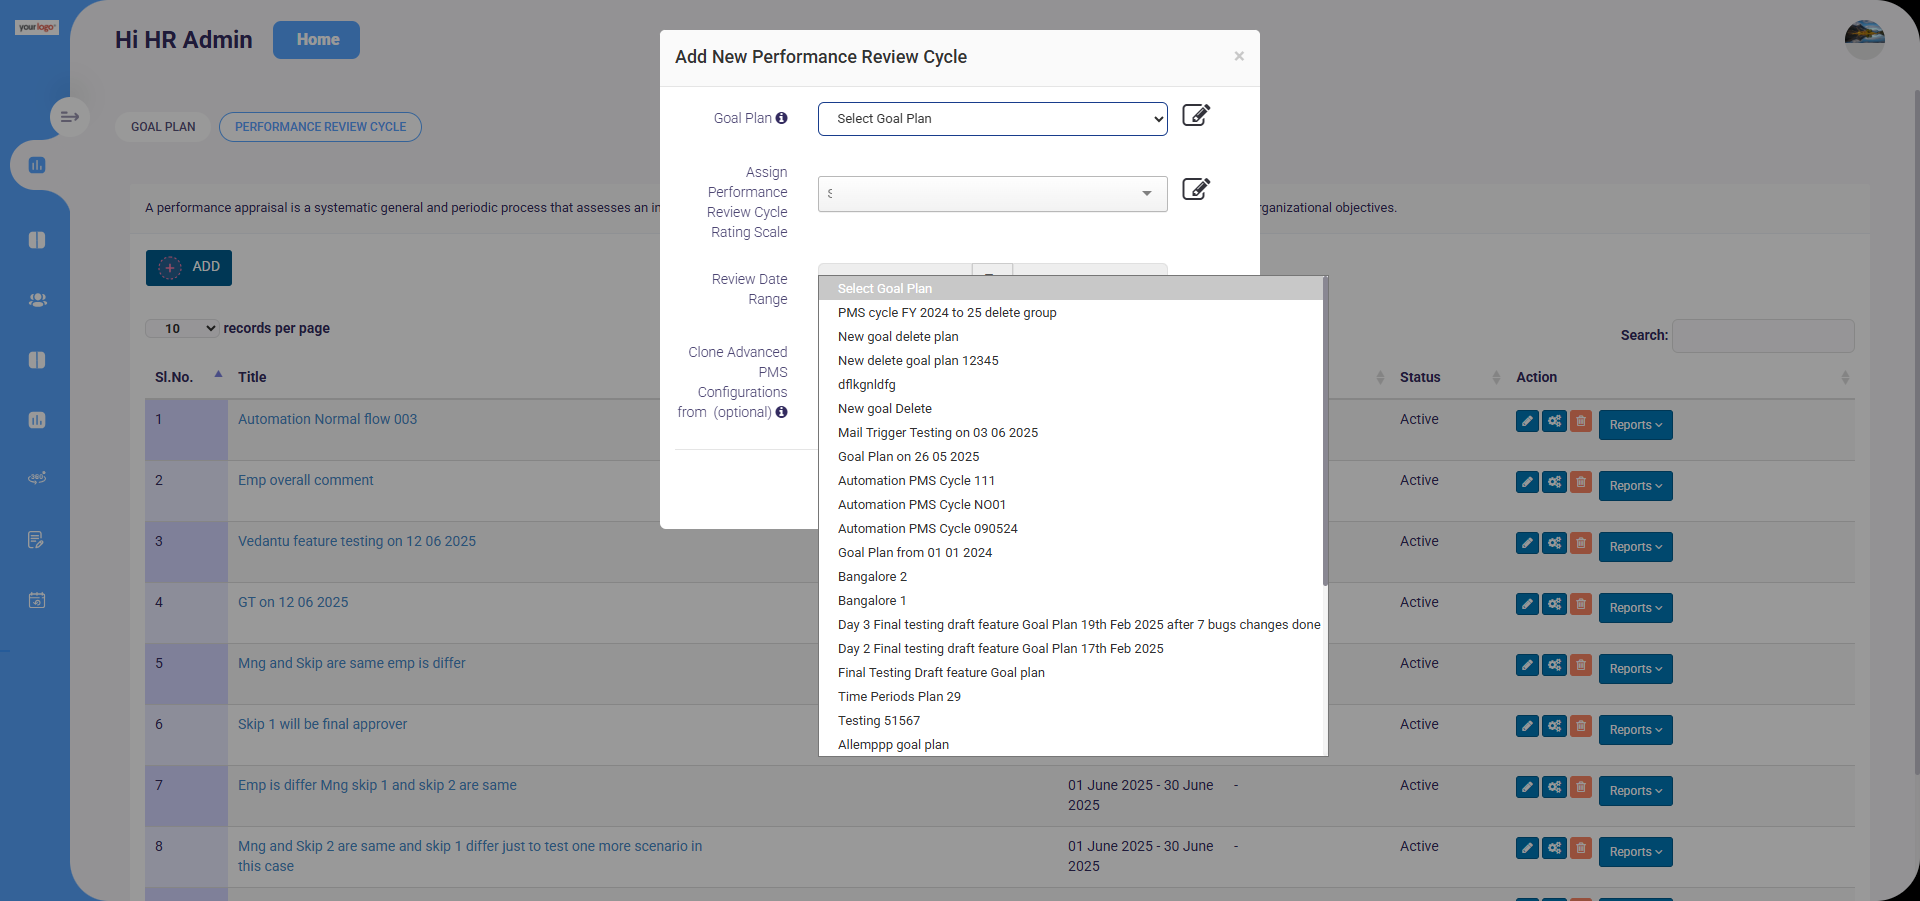 your logo
Hi HR Admin
Home
GOAL PLAN
PERFORMANCE REVIEW CYCLE
Add New Performance Review Cycle
×
Goal Plan
Select Goal Plan
Assign
Performance
Review Cycle
Rating Scale
Review Date
Range
Clone Advanced
PMS
Configurations
from (optional)
Select Goal Plan
PMS cycle FY 2024 to 25 delete group
New goal delete plan
New delete goal plan 12345
dflkgnldfg
New goal Delete
Mail Trigger Testing on 03 06 2025
Goal Plan on 26 05 2025
Automation PMS Cycle 111
Automation PMS Cycle NO01
Automation PMS Cycle 090524
Goal Plan from 01 01 2024
Bangalore 2
Bangalore 1
Day 3 Final testing draft feature Goal Plan 19th Feb 2025 after 7 bugs changes done
Day 2 Final testing draft feature Goal Plan 17th Feb 2025
Final Testing Draft feature Goal plan
Time Periods Plan 29
Testing 51567
Allemppp goal plan
A performance appraisal is a systematic general and periodic process that assesses an in
rganizational objectives.
ADD
10 records per page
Search:
Sl.No. Title Status Action
1 Automation Normal flow 003 Active Reports
2 Emp overall comment Active Reports
3 Vedantu feature testing on 12 06 2025 Active Reports
4 GT on 12 06 2025 Active Reports
5 Mng and Skip are same emp is differ Active Reports
6 Skip 1 will be final approver Active Reports
7 Emp is differ Mng skip 1 and skip 2 are same 01 June 2025 - 30 June - Active Reports
2025
8 Mng and Skip 2 are same and skip 1 differ just to test one more scenario in 01 June 2025 - 30 June - Active Reports
this case 2025
360